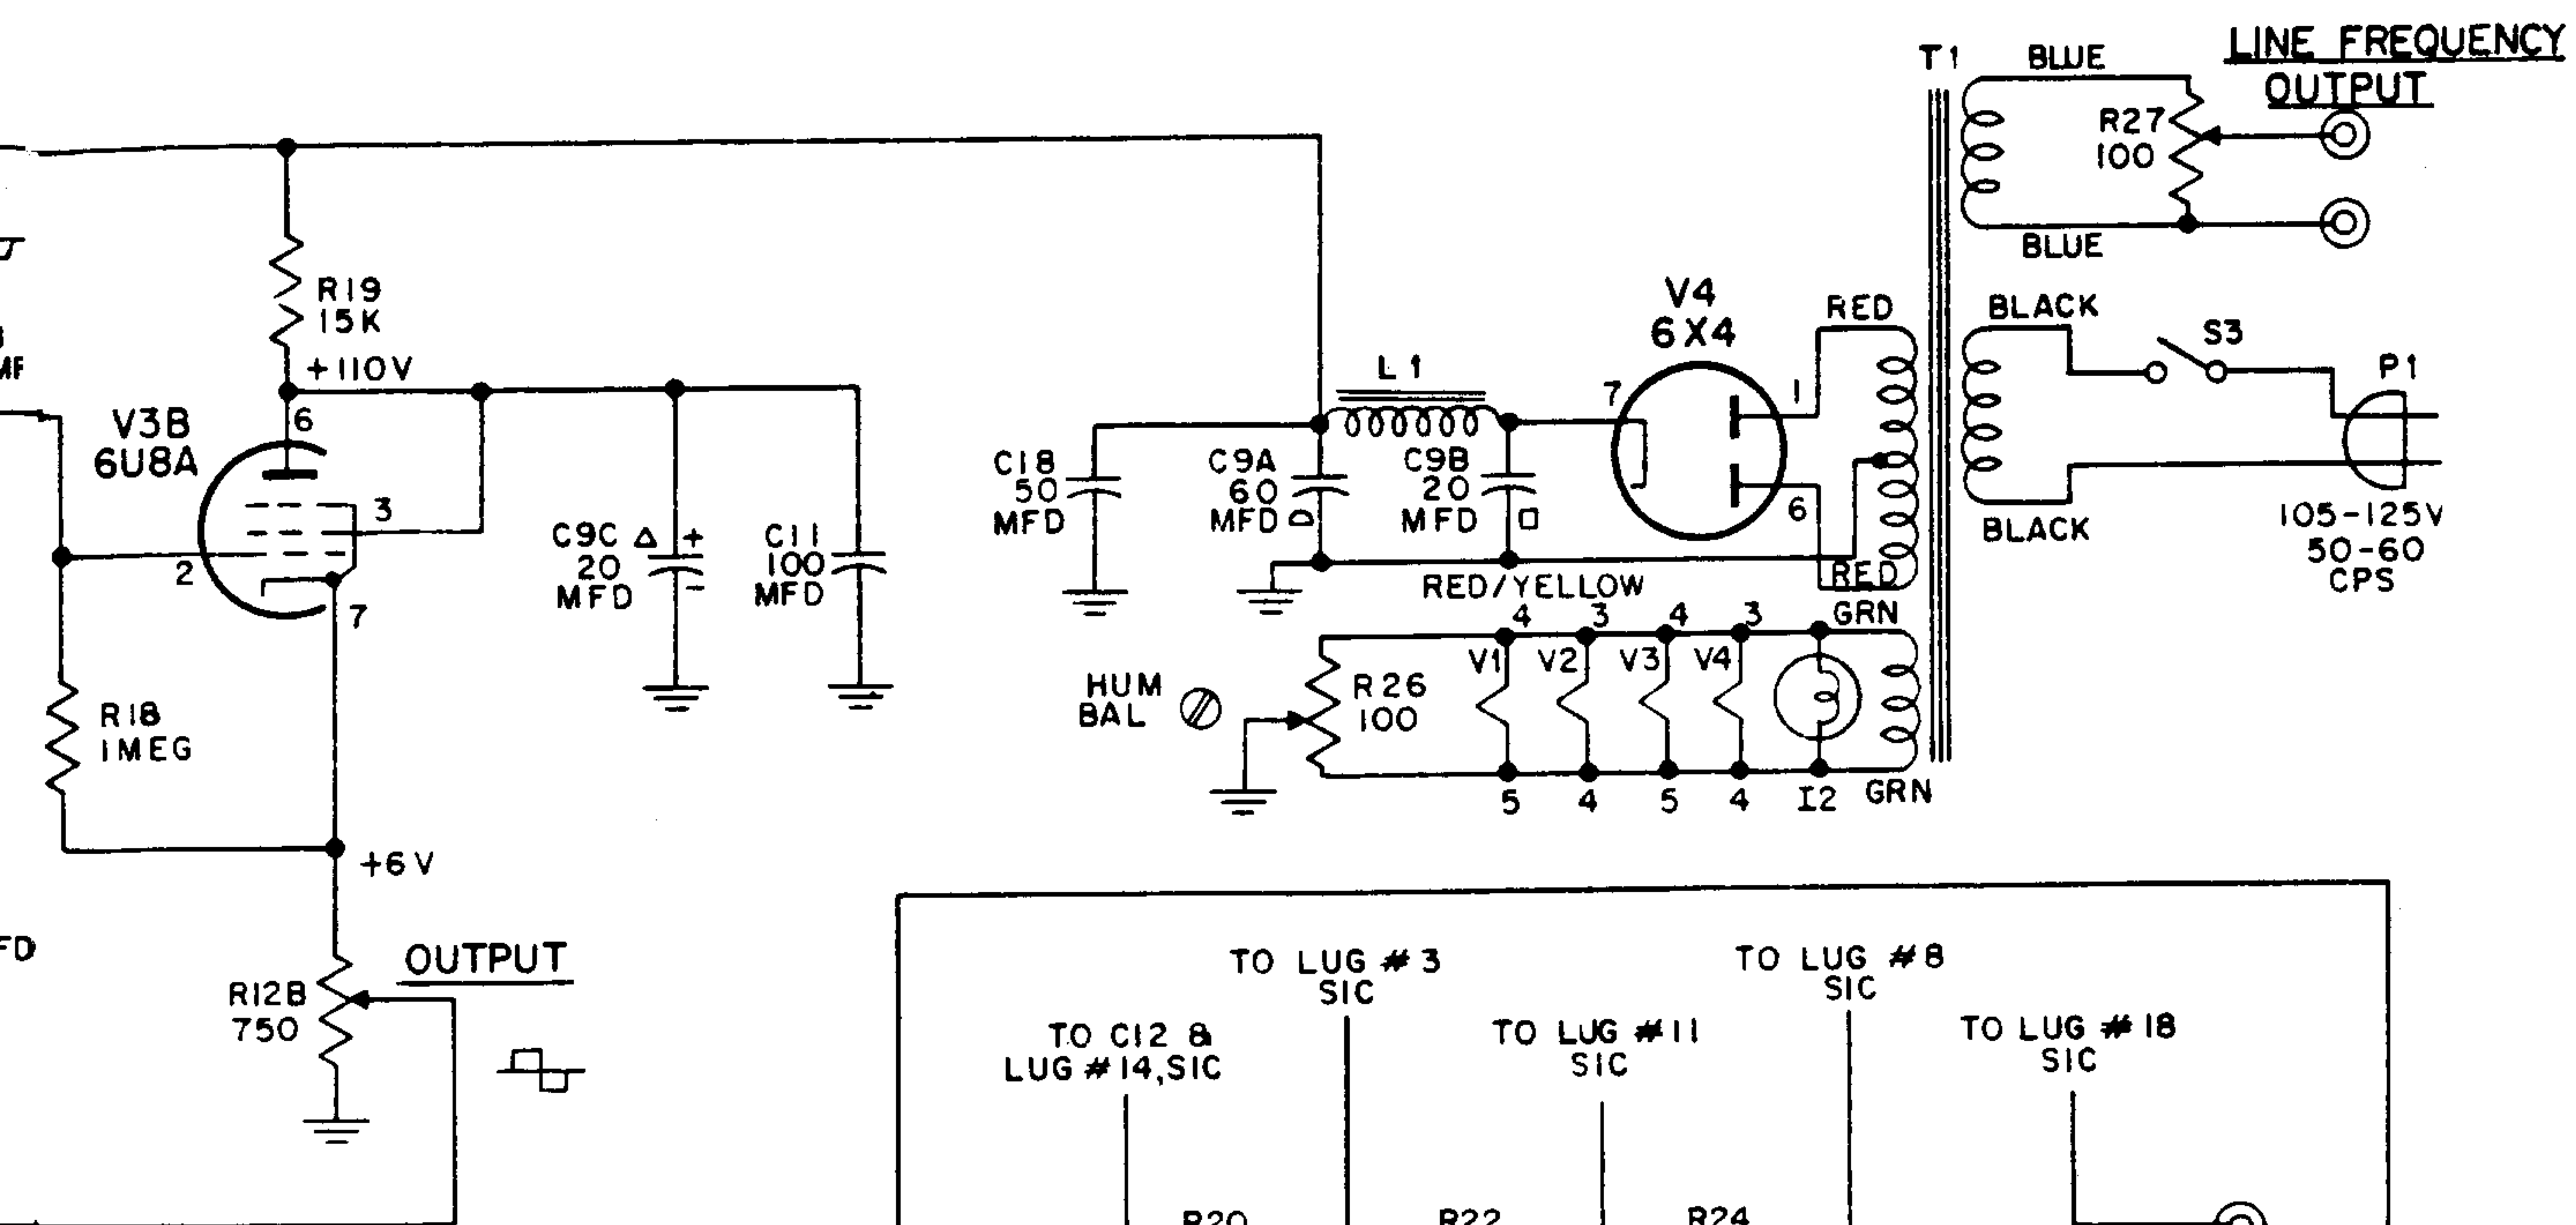 LINE FREQUENCY
OUTPUT
T1
BLUE
R27
100
BLUE
R19
15K
+110V
6
V3B
6U8A
3
2
7
C9C
20
MFD
+
-
C11
100
MFD
R18
1MEG
+6V
OUTPUT
R12B
750
FD
V4
6X4
RED
7
1
6
L1
C18
50
MFD
C9A
60
MFD
C9B
20
MFD
RED/YELLOW
RED
BLACK
S3
P1
BLACK
105-125V
50-60
CPS
GRN
4 3 4 3
V1 V2 V3 V4
HUM
BAL
R26
100
5 4 5 4 I2
GRN
TO C12 &
LUG #14,SIC
TO LUG #3
SIC
TO LUG #11
SIC
TO LUG #8
SIC
TO LUG #18
SIC
R20
R22
R24